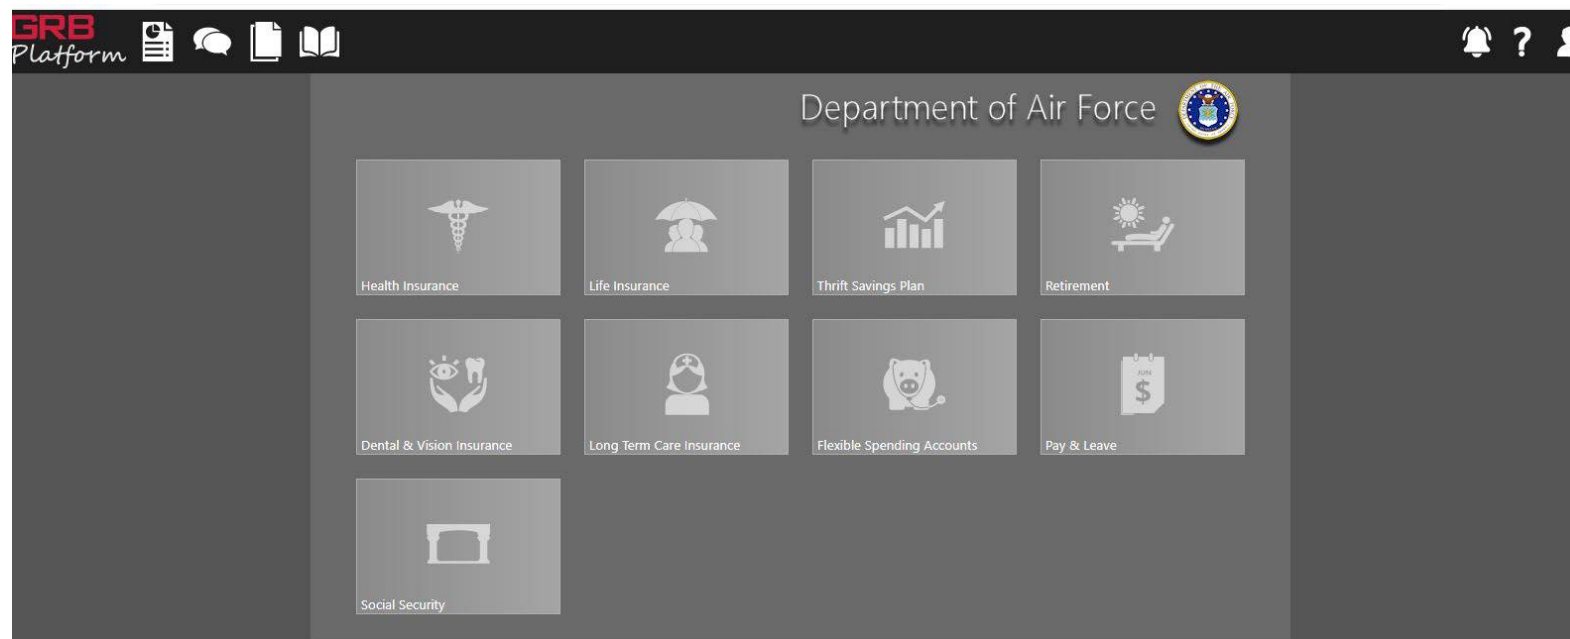 GRB
Platform
?
Department of Air Force
Health Insurance
Life Insurance
Thrift Savings Plan
Retirement
Dental & Vision Insurance
Long Term Care Insurance
Flexible Spending Accounts
JUN
$
Pay & Leave
Social Security